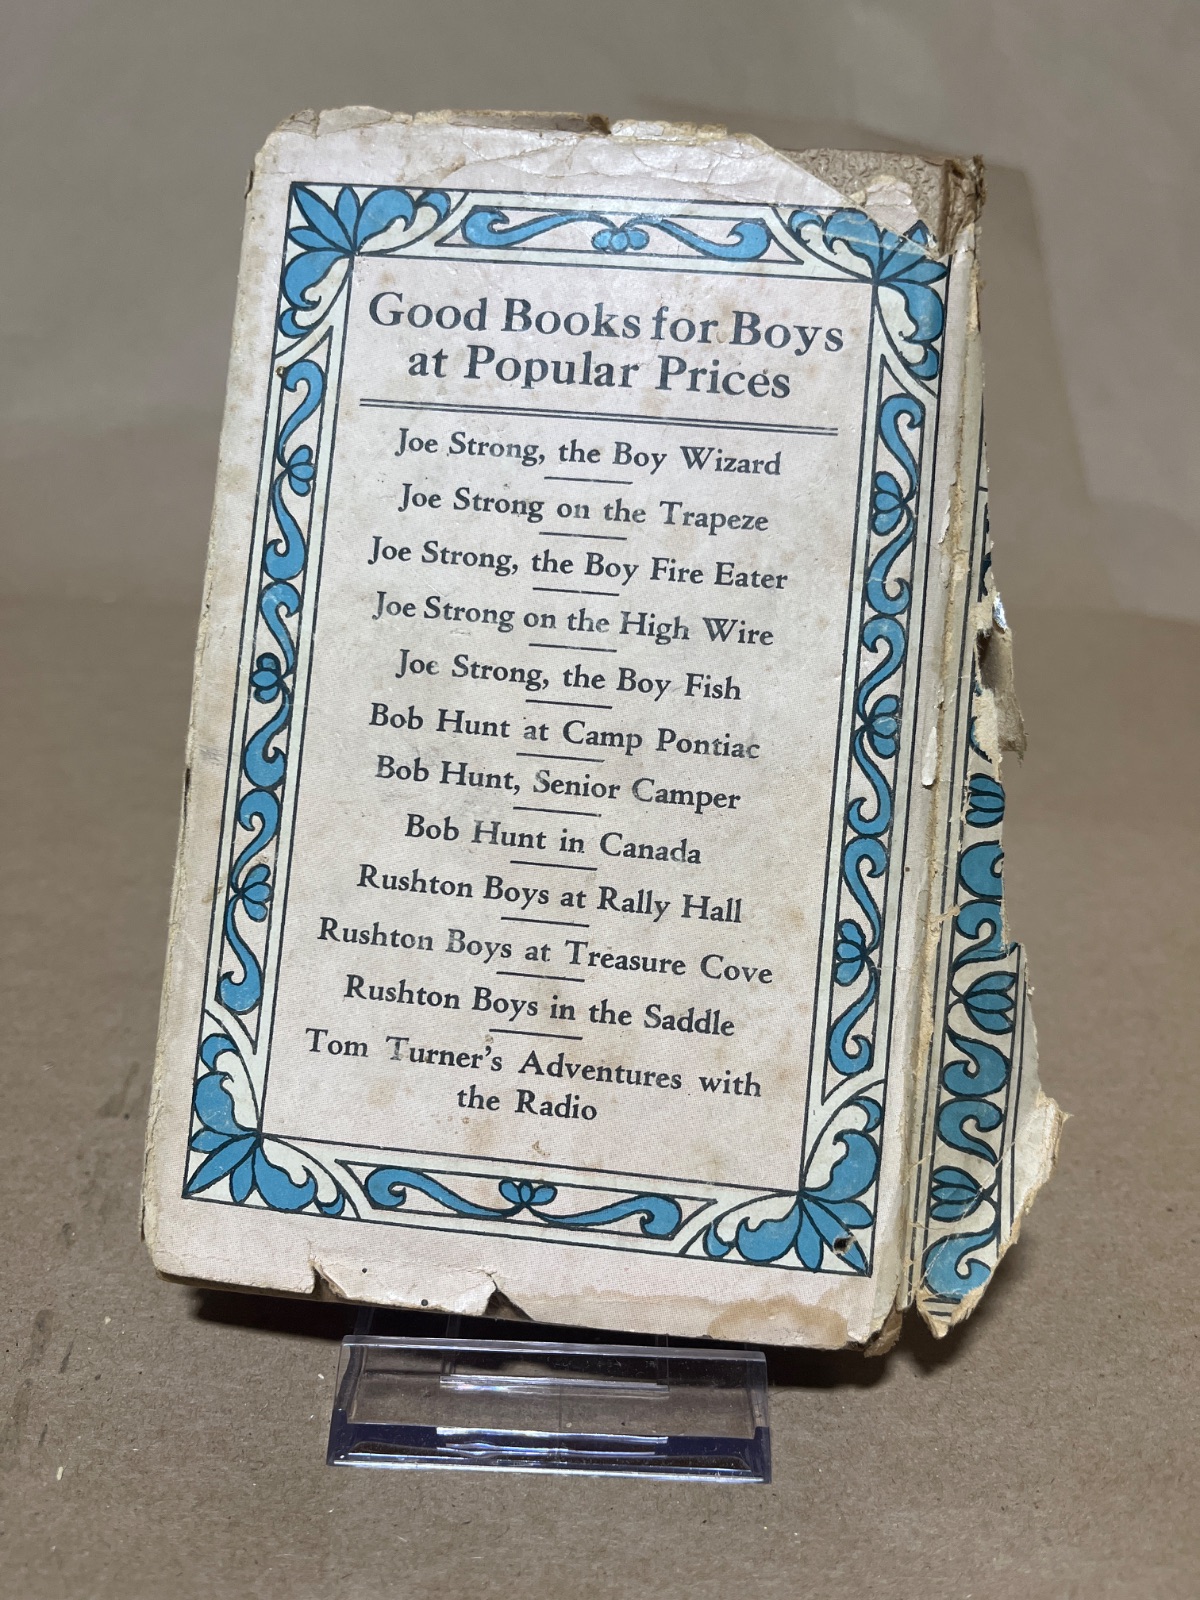 Good Books for Boys
at Popular Prices
Joe Strong, the Boy Wizard
Joe Strong on the Trapeze
Joe Strong, the Boy Fire Eater
Joe Strong on the High Wire
Joe Strong, the Boy Fish
Bob Hunt at Camp Pontiac
Bob Hunt, Senior Camper
Bob Hunt in Canada
Rushton Boys at Rally Hall
Rushton Boys at Treasure Cove
Rushton Boys in the Saddle
Tom Turner's Adventures with
the Radio